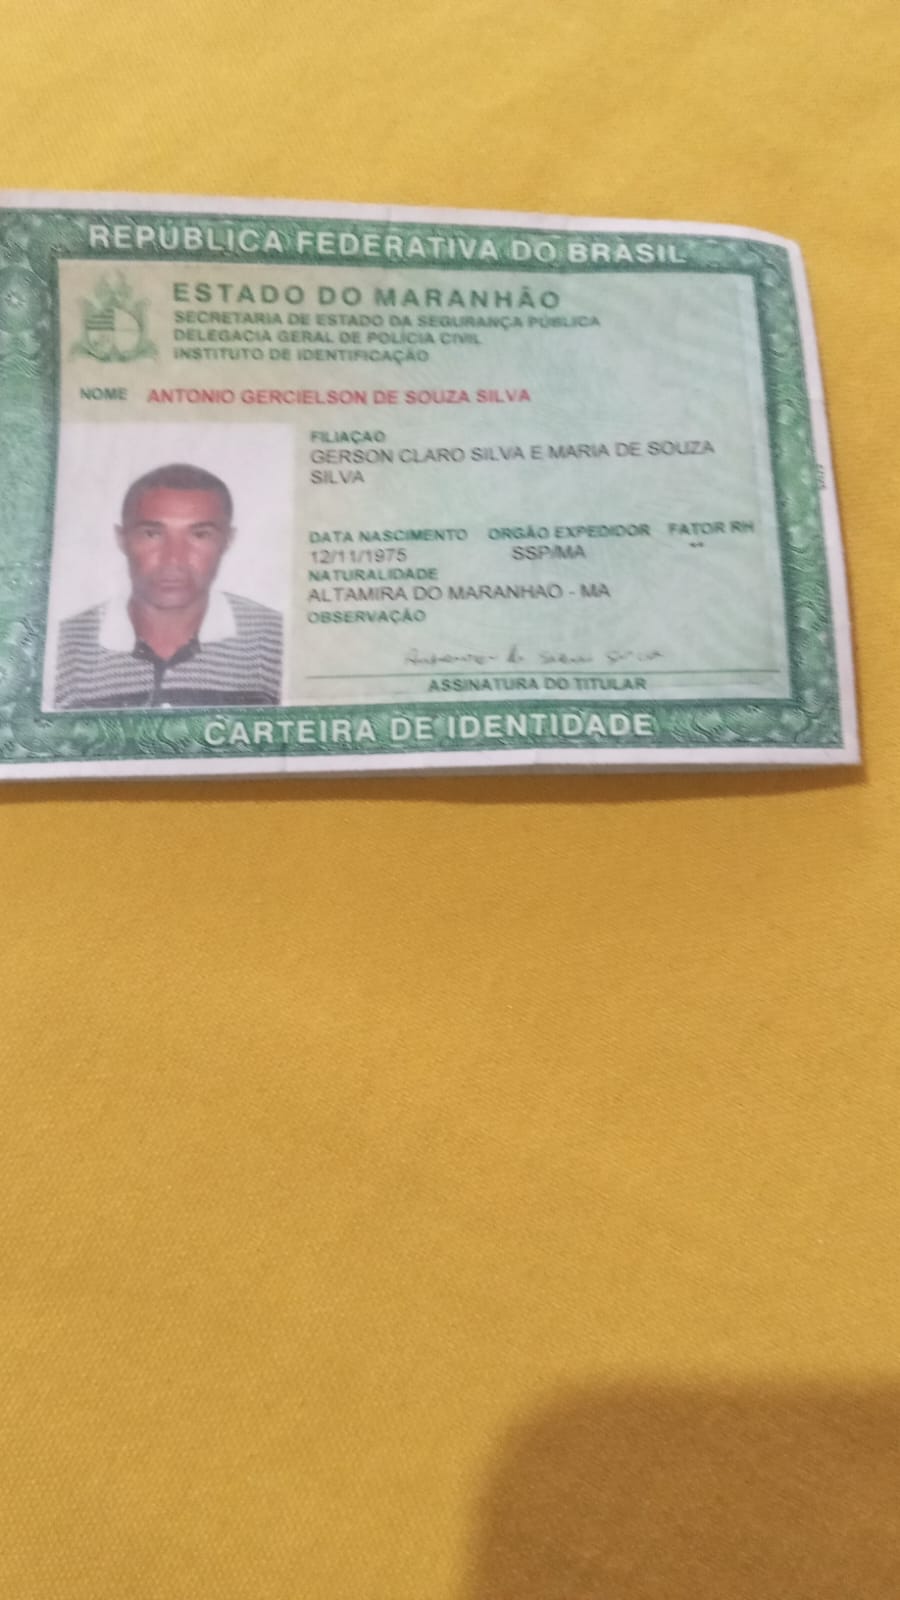 REPÚBLICA FEDERATIVA DO BRASIL
ESTADO DO MARANHÃO
SECRETARIA DE ESTADO DA SEGURANÇA PÚBLICA
DELEGACIA GERAL DE POLÍCIA CIVIL
INSTITUTO DE IDENTIFICAÇÃO
NOME ANTONIO GERCIELSON DE SOUZA SILVA
FILIAÇÃO
GERSON CLARO SILVA E MARIA DE SOUZA
SILVA
DATA NASCIMENTO ORGÃO EXPEDIDOR FATOR RH
12/11/1975 SSP/MA **
NATURALIDADE
ALTAMIRA DO MARANHAO - MA
OBSERVAÇÃO
ASSINATURA DO TITULAR
CARTEIRA DE IDENTIDADE